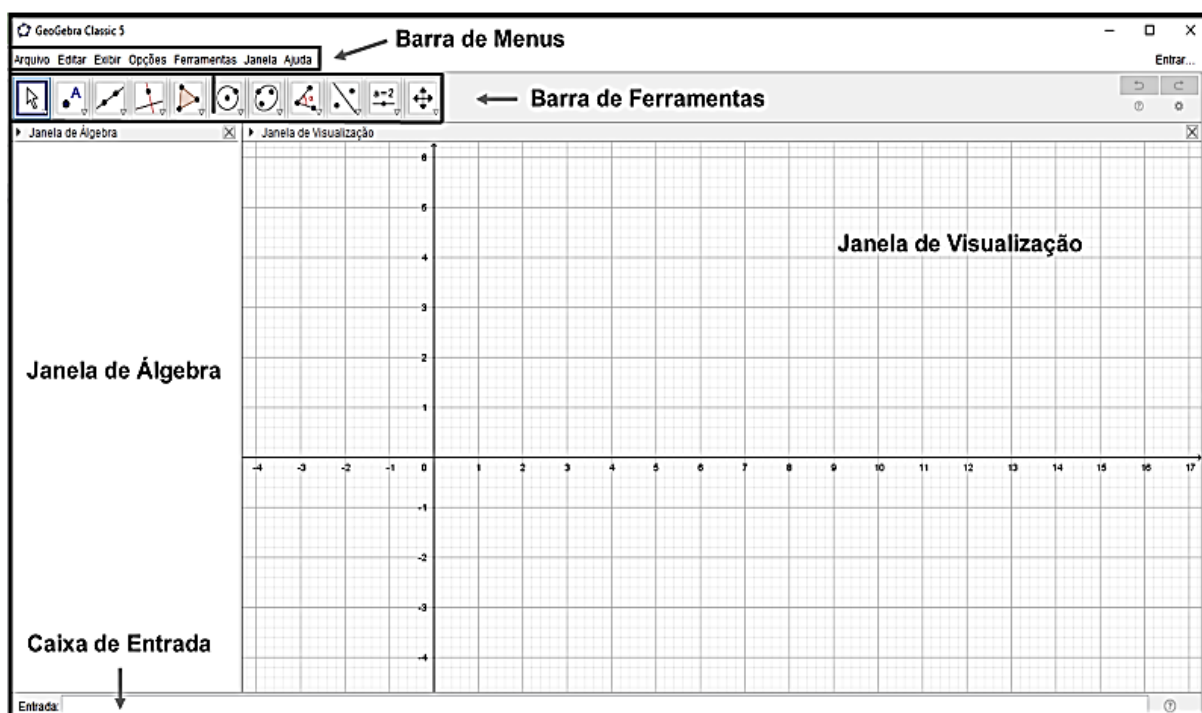 GeoGebra Classic 5
Barra de Menus
Arquivo Editar Exibir Opções Ferramentas Janela Ajuda
Entrar...
A
a=2
Barra de Ferramentas
Janela de Álgebra
Janela de Visualização
6
5
4
3
2
1
Janela de Visualização
Janela de Álgebra
-4 -3 -2 -1 0 1 2 3 4 5 6 7 8 9 10 11 12 13 14 15 16 17
-1
-2
-3
-4
Caixa de Entrada
Entrada: